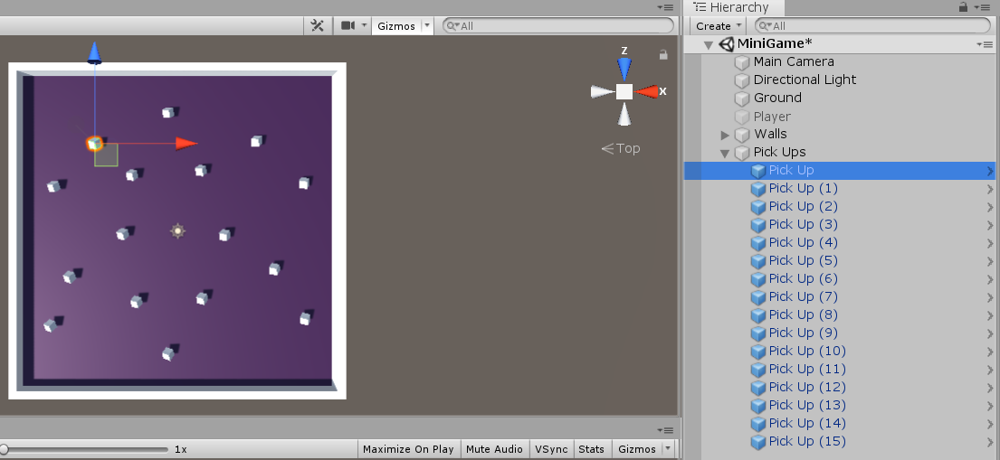 Hierarchy
Gizmos
All
Create
All
MiniGame*
Main Camera
Directional Light
Ground
Player
Walls
Pick Ups
Pick Up
Pick Up (1)
Pick Up (2)
Pick Up (3)
Pick Up (4)
Pick Up (5)
Pick Up (6)
Pick Up (7)
Pick Up (8)
Pick Up (9)
Pick Up (10)
Pick Up (11)
Pick Up (12)
Pick Up (13)
Pick Up (14)
Pick Up (15)
z
x
Top
1x
Maximize On Play
Mute Audio
VSync
Stats
Gizmos